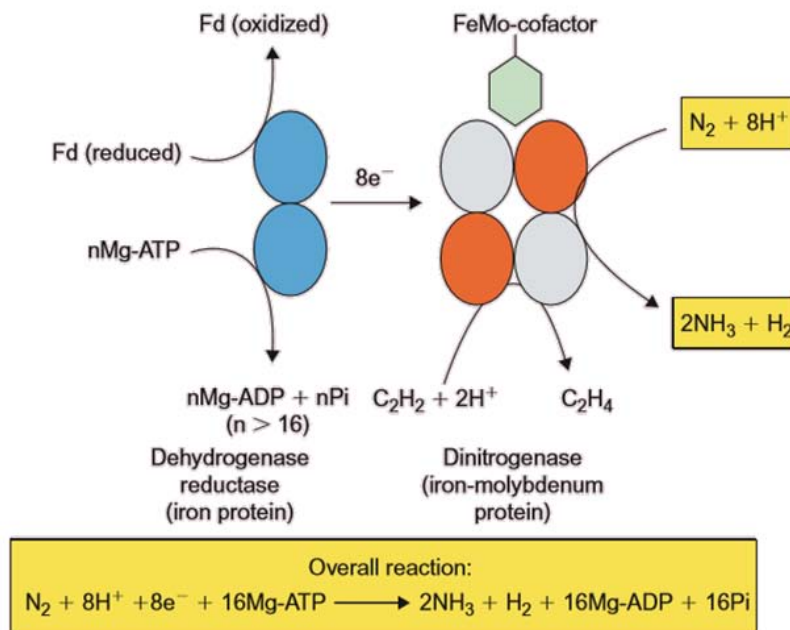 Fd (oxidized)
FeMo-cofactor
N₂ + 8H⁺
Fd (reduced)
8e⁻
nMg-ATP
2NH₃ + H₂
nMg-ADP + nPi
(n > 16)
C₂H₂ + 2H⁺
C₂H₄
Dehydrogenase
reductase
(iron protein)
Dinitrogenase
(iron-molybdenum
protein)
Overall reaction:
N₂ + 8H⁺ +8e⁻ + 16Mg-ATP ⟶ 2NH₃ + H₂ + 16Mg-ADP + 16Pi